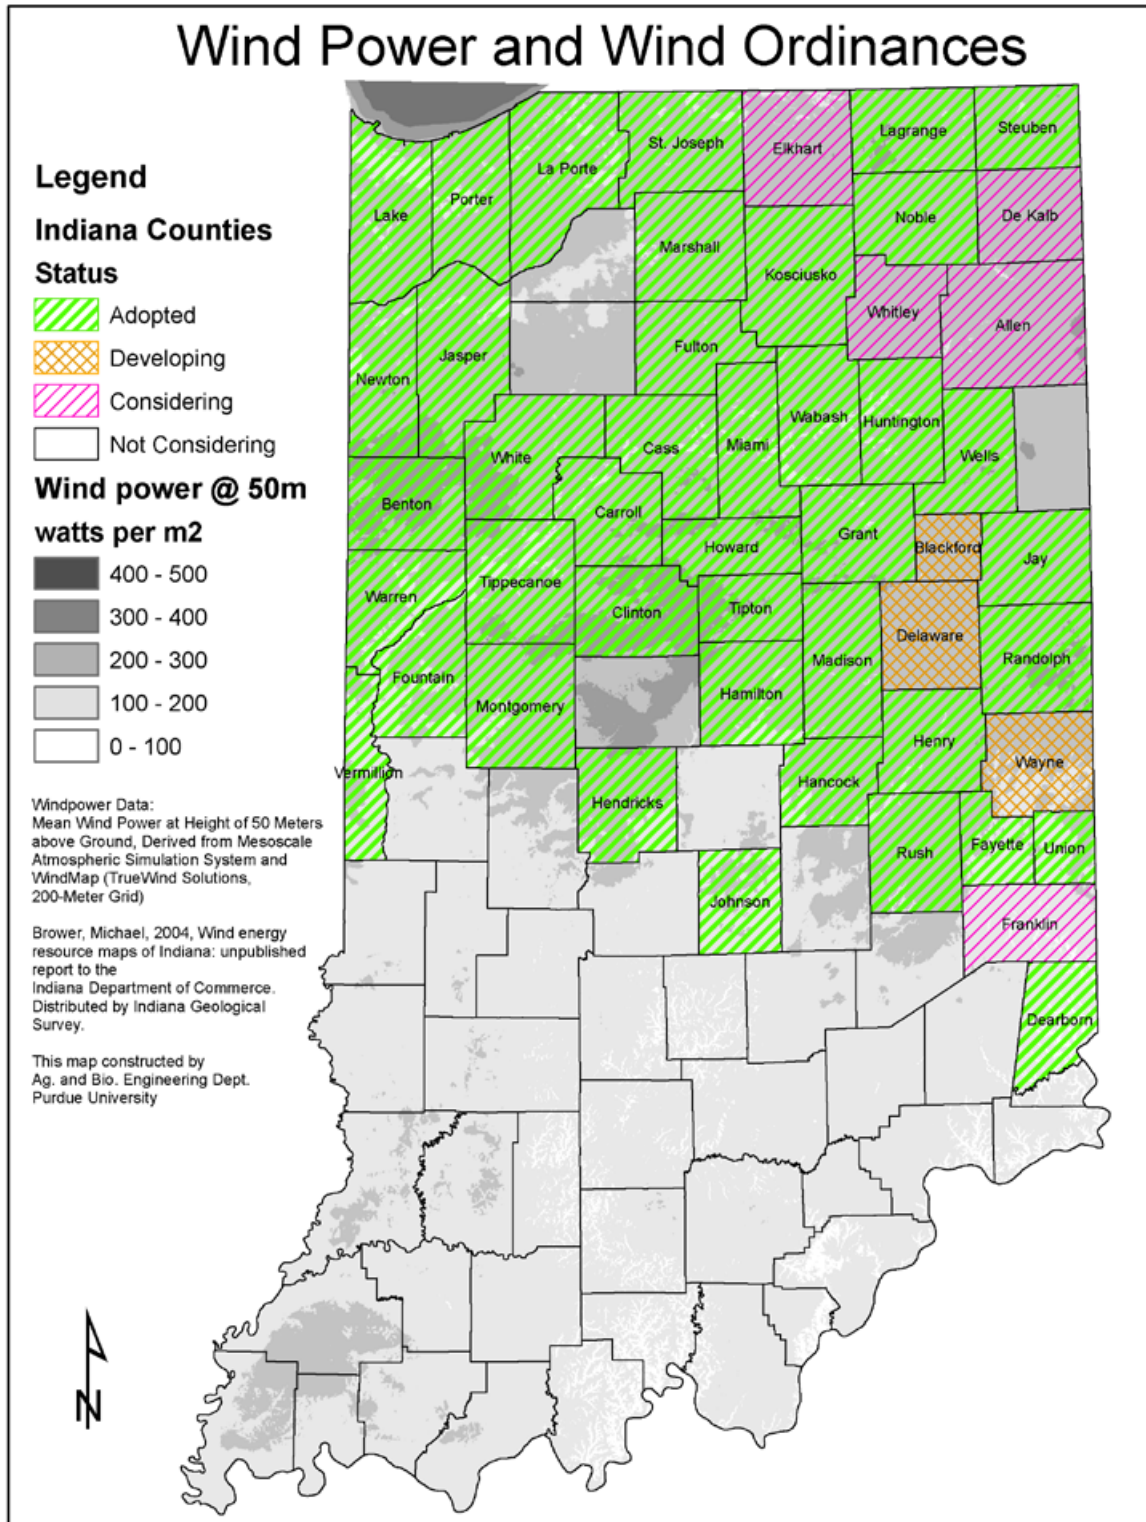 Wind Power and Wind Ordinances
Legend
Indiana Counties
Status
Adopted
Developing
Considering
Not Considering
Wind power @ 50m
watts per m2
400 - 500
300 - 400
200 - 300
100 - 200
0 - 100
Windpower Data:
Mean Wind Power at Height of 50 Meters
above Ground, Derived from Mesoscale
Atmospheric Simulation System and
WindMap (TrueWind Solutions,
200-Meter Grid)
Brower, Michael, 2004, Wind energy
resource maps of Indiana: unpublished
report to the
Indiana Department of Commerce.
Distributed by Indiana Geological
Survey.
This map constructed by
Ag. and Bio. Engineering Dept.
Purdue University
N
Lake
Porter
La Porte
St. Joseph
Elkhart
Lagrange
Steuben
Marshall
Kosciusko
Noble
De Kalb
Whitley
Allen
Newton
Jasper
Fulton
White
Cass
Miami
Wabash
Huntington
Wells
Benton
Carroll
Howard
Grant
Blackford
Jay
Warren
Tippecanoe
Clinton
Tipton
Madison
Delaware
Randolph
Fountain
Montgomery
Hamilton
Henry
Wayne
Vermillion
Hendricks
Hancock
Rush
Fayette
Union
Johnson
Franklin
Dearborn